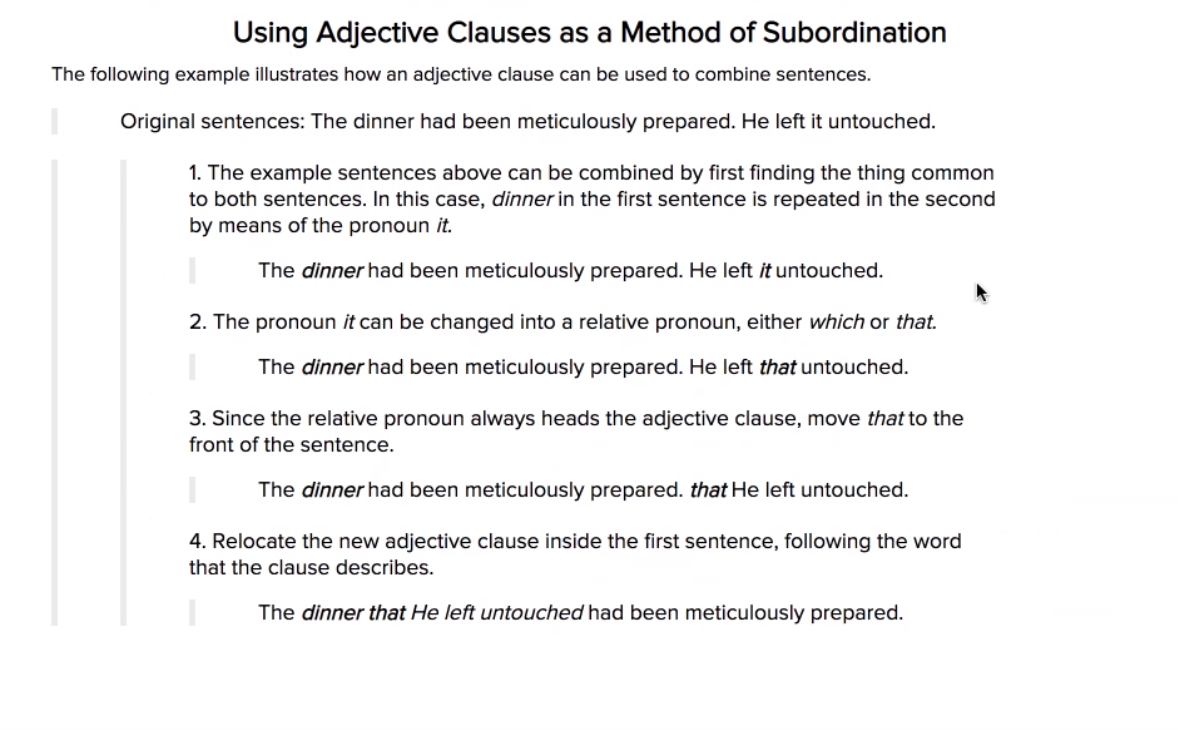 Using Adjective Clauses as a Method of Subordination
The following example illustrates how an adjective clause can be used to combine sentences.
Original sentences: The dinner had been meticulously prepared. He left it untouched.
1. The example sentences above can be combined by first finding the thing common
to both sentences. In this case, dinner in the first sentence is repeated in the second
by means of the pronoun it.
The dinner had been meticulously prepared. He left it untouched.
2. The pronoun it can be changed into a relative pronoun, either which or that.
The dinner had been meticulously prepared. He left that untouched.
3. Since the relative pronoun always heads the adjective clause, move that to the
front of the sentence.
The dinner had been meticulously prepared. that He left untouched.
4. Relocate the new adjective clause inside the first sentence, following the word
that the clause describes.
The dinner that He left untouched had been meticulously prepared.